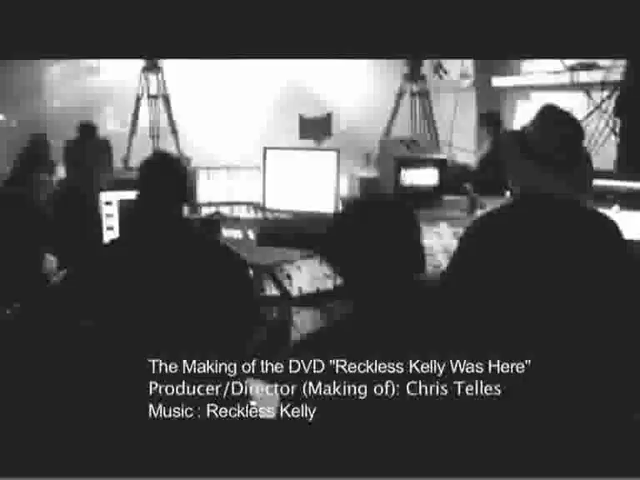 The Making of the DVD "Reckless Kelly Was Here"
Producer/Director (Making of): Chris Telles
Music : Reckless Kelly